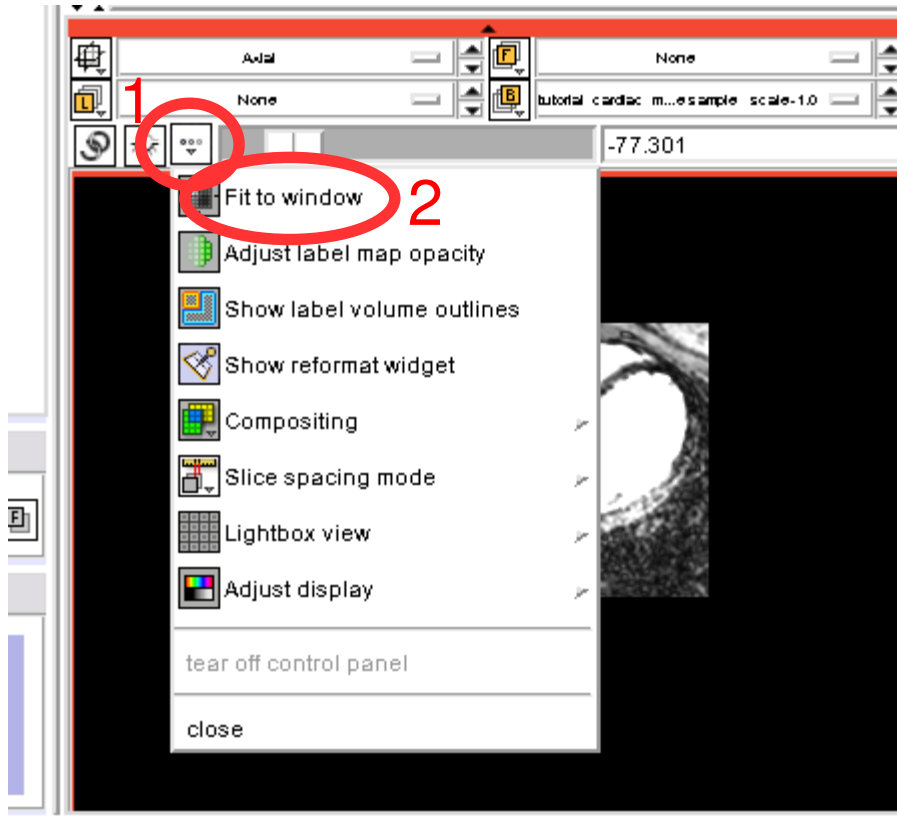 Axial
F
None
L
None
B
tutorial cardiac m...esample scale-1.0
1
-77.301
Fit to window
2
Adjust label map opacity
Show label volume outlines
Show reformat widget
Compositing
Slice spacing mode
F
Lightbox view
Adjust display
tear off control panel
close